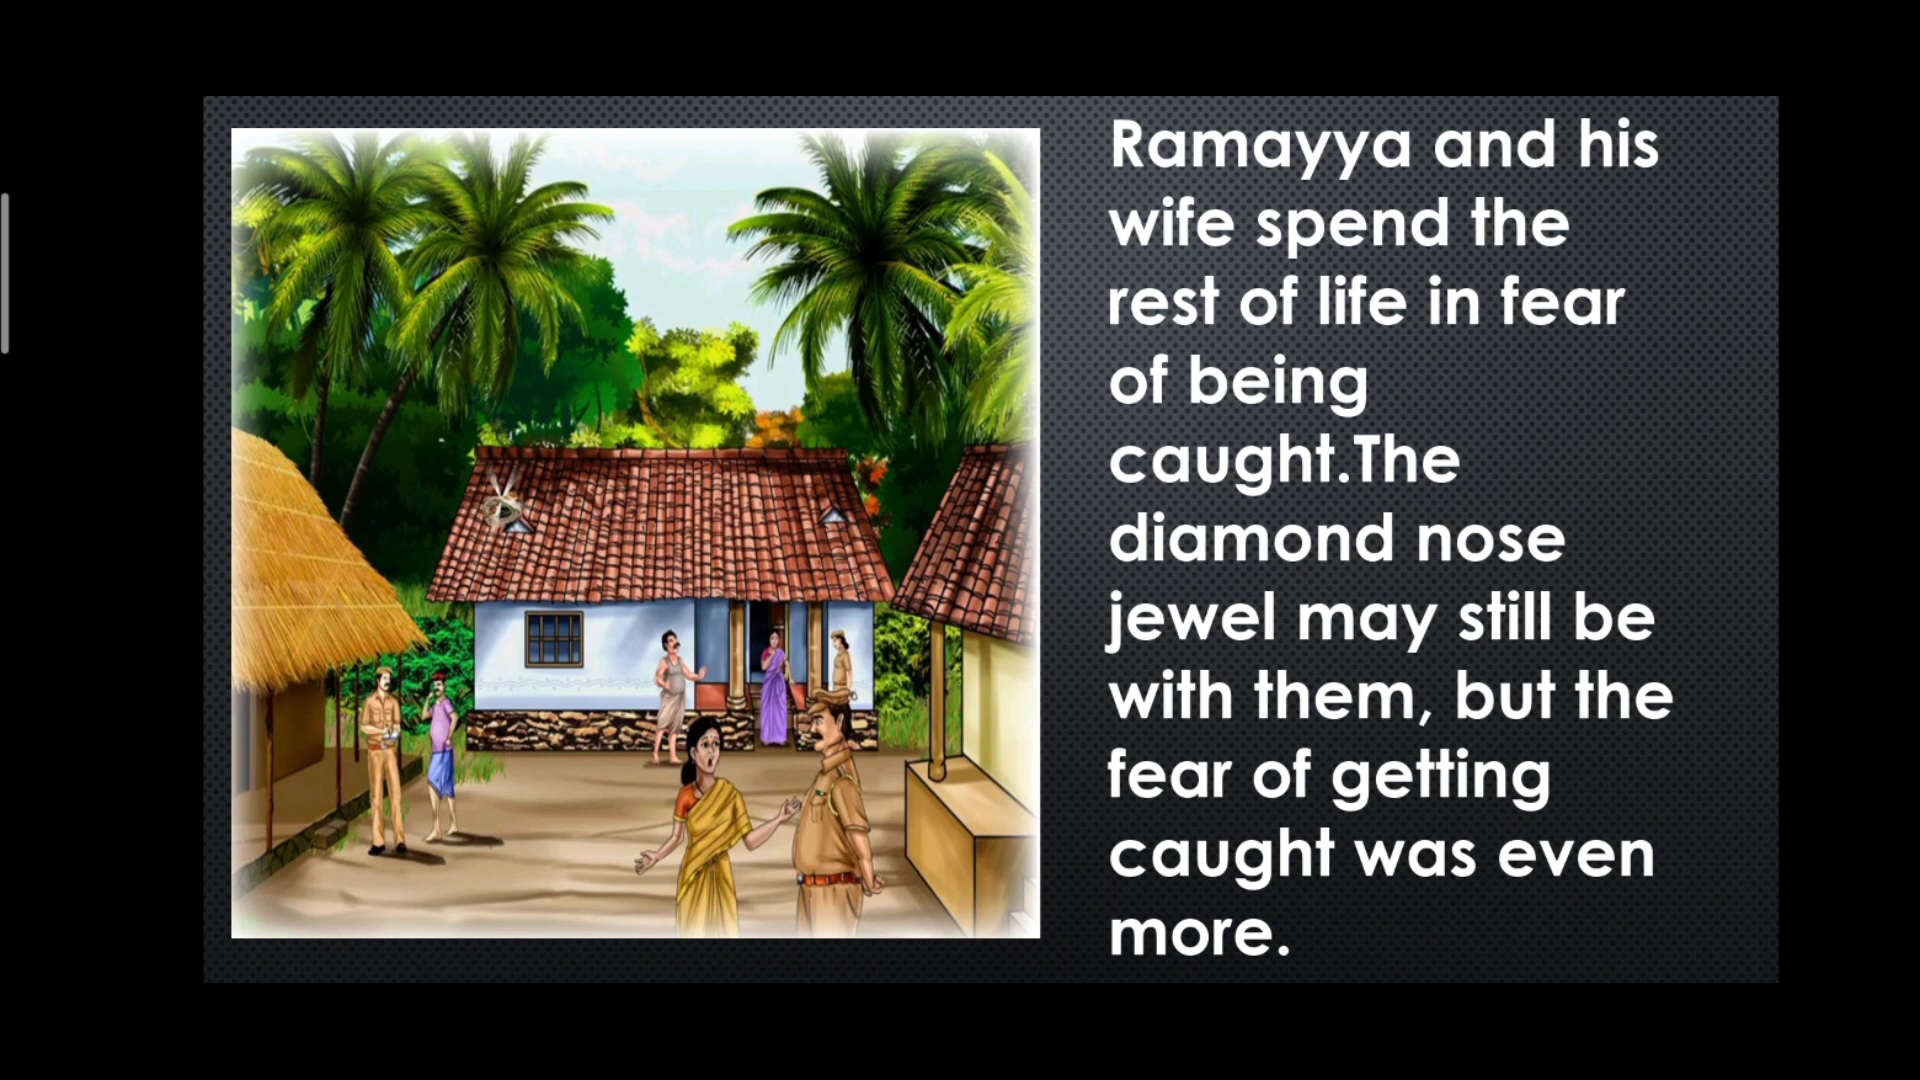 Ramayya and his
wife spend the
rest of life in fear
of being
caught.The
diamond nose
jewel may still be
with them, but the
fear of getting
caught was even
more.